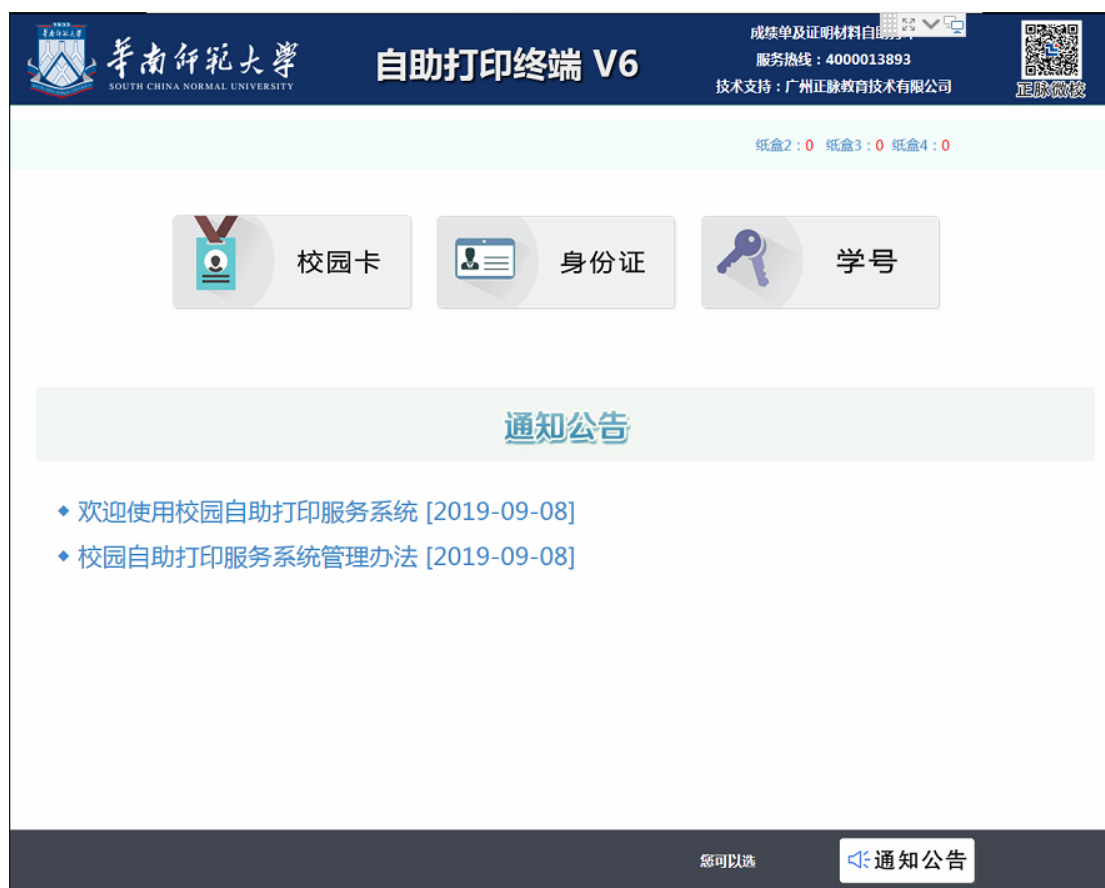 1933
華南師範大學
SOUTH CHINA NORMAL UNIVERSITY
自助打印终端 V6
成绩单及证明材料自
服务热线：4000013893
技术支持：广州正脉教育技术有限公司
正脉微校
纸盒2：0 纸盒3：0 纸盒4：0
校园卡
身份证
学号
通知公告
欢迎使用校园自助打印服务系统 [2019-09-08]
校园自助打印服务系统管理办法 [2019-09-08]
您可以选
通知公告